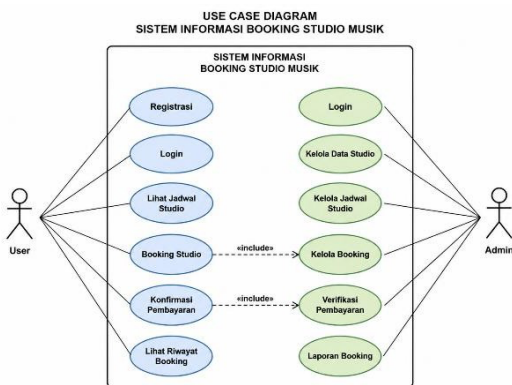 USE CASE DIAGRAM
SISTEM INFORMASI BOOKING STUDIO MUSIK
SISTEM INFORMASI
BOOKING STUDIO MUSIK
Registrasi
Login
Login
Kelola Data Studio
Lihat Jadwal
Studio
Kelola Jadwal
Studio
User
Admin
Booking Studio
«include»
Kelola Booking
Konfirmasi
Pembayaran
«include»
Verifikasi
Pembayaran
Lihat Riwayat
Booking
Laporan Booking